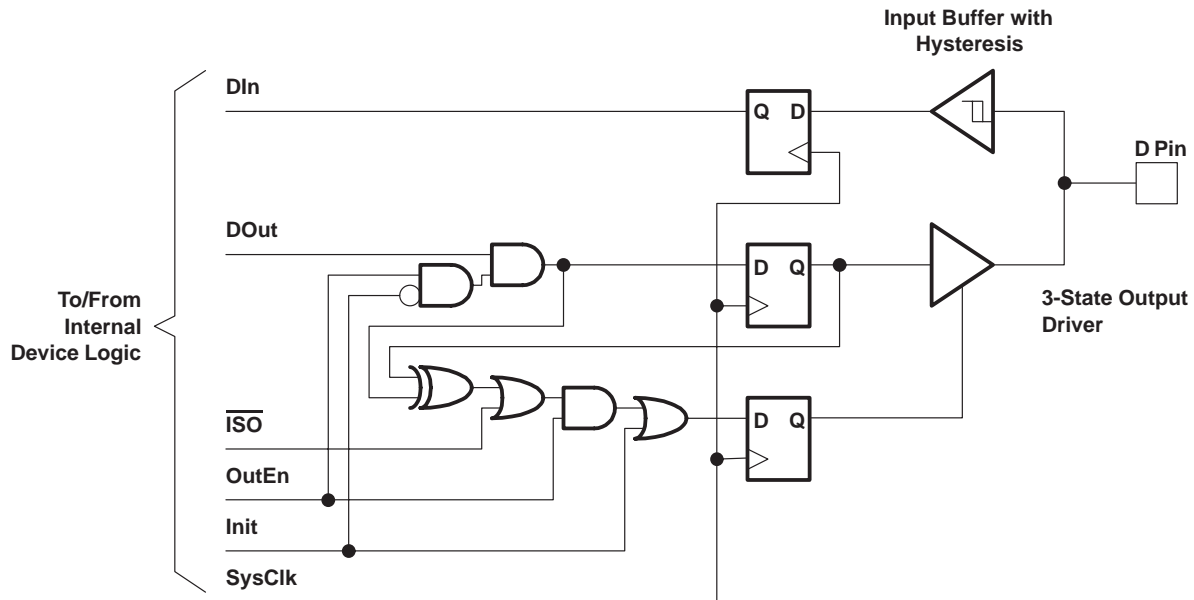 Input Buffer with
Hysteresis
DIn
Q D
D Pin
DOut
D Q
3-State Output
Driver
To/From
Internal
Device Logic
ISO
D Q
OutEn
Init
SysClk